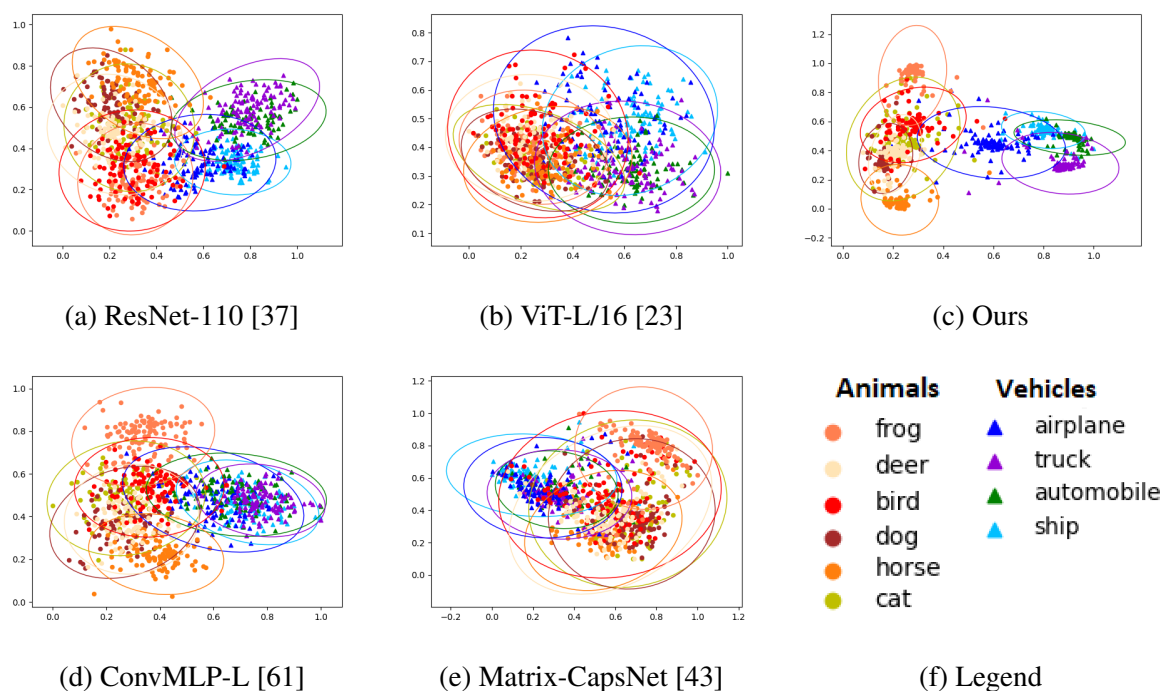 1.0
0.8
0.6
0.4
0.2
0.0
0.0 0.2 0.4 0.6 0.8 1.0
(a) ResNet-110 [37]
0.8
0.7
0.6
0.5
0.4
0.3
0.2
0.1
0.0 0.2 0.4 0.6 0.8 1.0
(b) ViT-L/16 [23]
1.2
1.0
0.8
0.6
0.4
0.2
0.0
−0.2
0.0 0.2 0.4 0.6 0.8 1.0
(c) Ours
1.0
0.8
0.6
0.4
0.2
0.0
0.0 0.2 0.4 0.6 0.8 1.0
(d) ConvMLP-L [61]
1.2
1.0
0.8
0.6
0.4
0.2
0.0
−0.2 0.0 0.2 0.4 0.6 0.8 1.0 1.2
(e) Matrix-CapsNet [43]
Animals
frog
deer
bird
dog
horse
cat
Vehicles
airplane
truck
automobile
ship
(f) Legend